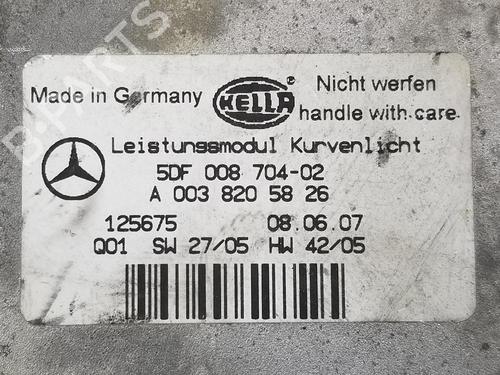 B-PARTS
Made in Germany
HELLA ®
Nicht werfen
handle with care
Leistungsmodul Kurvenlicht
5DF 008 704-02
A 003 820 58 26
125675 08.06.07
Q01 SW 27/05 HW 42/05